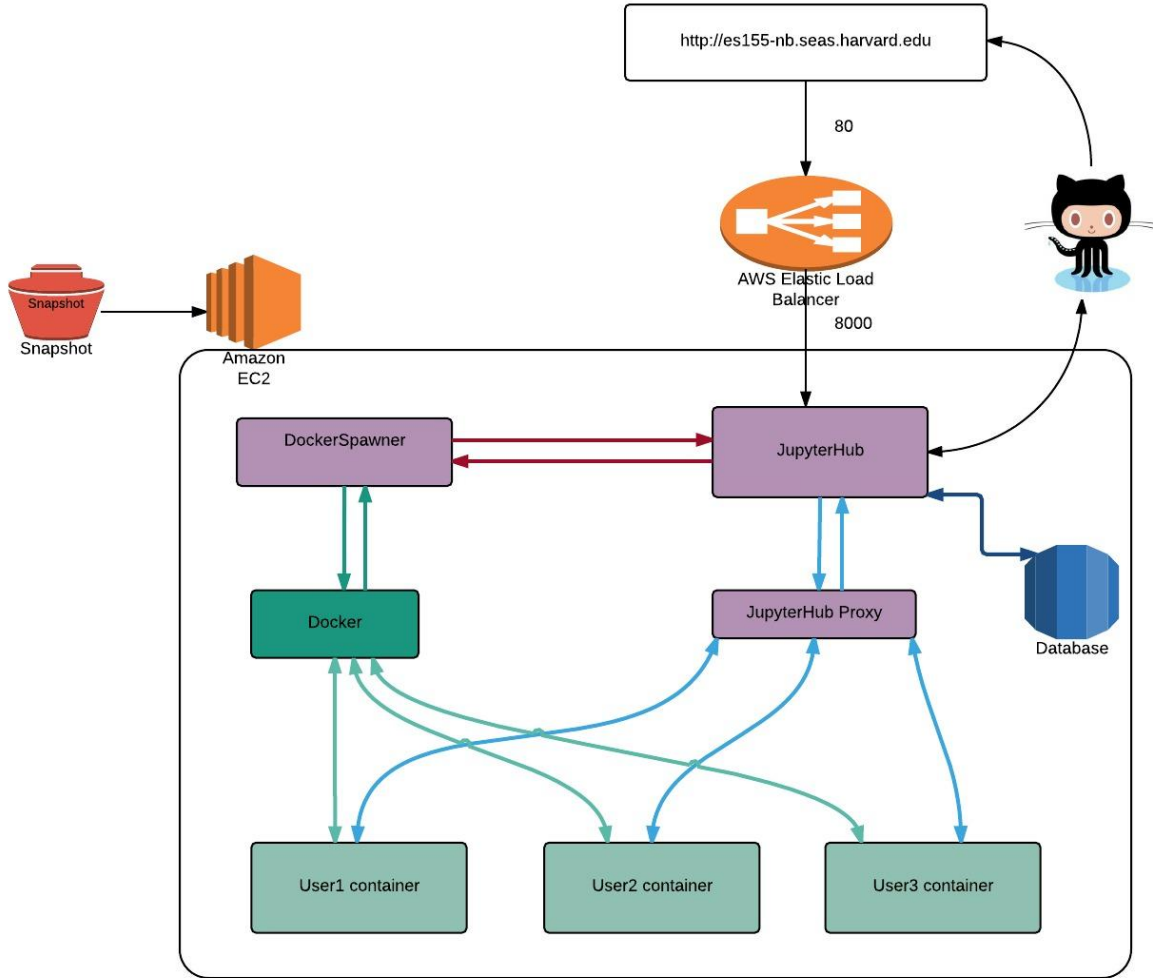 http://es155-nb.seas.harvard.edu
80
AWS Elastic Load
Balancer
8000
Snapshot
Snapshot
Amazon
EC2
DockerSpawner
JupyterHub
Docker
JupyterHub Proxy
Database
User1 container
User2 container
User3 container